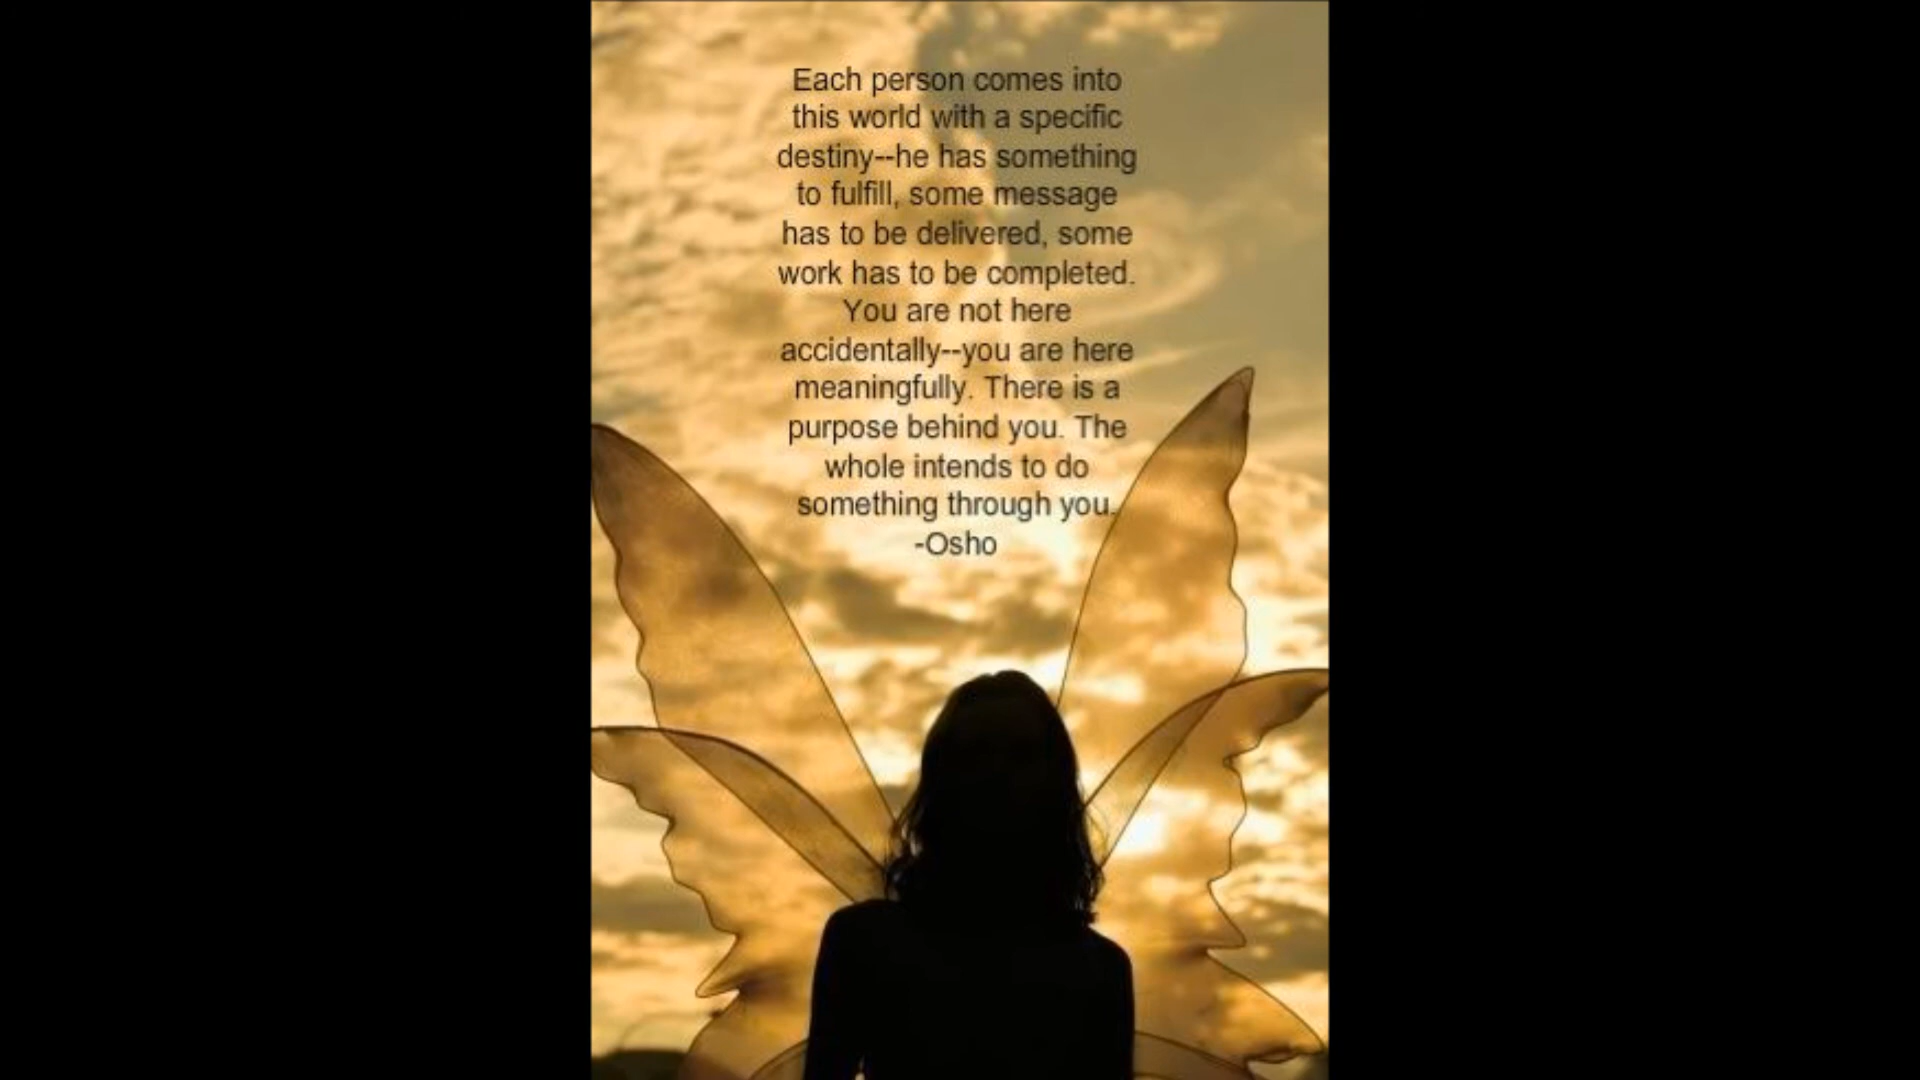 Each person comes into
this world with a specific
destiny--he has something
to fulfill, some message
has to be delivered, some
work has to be completed.
You are not here
accidentally--you are here
meaningfully. There is a
purpose behind you. The
whole intends to do
something through you.
-Osho